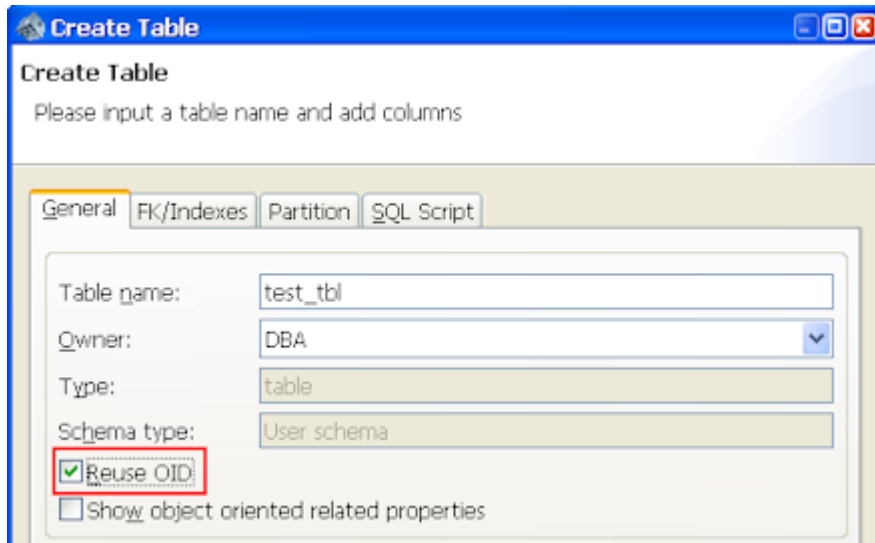 Create Table
Create Table
Please input a table name and add columns
General FK/Indexes Partition SQL Script
Table name: test_tbl
Owner: DBA
Type: table
Schema type: User schema
Reuse OID
Show object oriented related properties